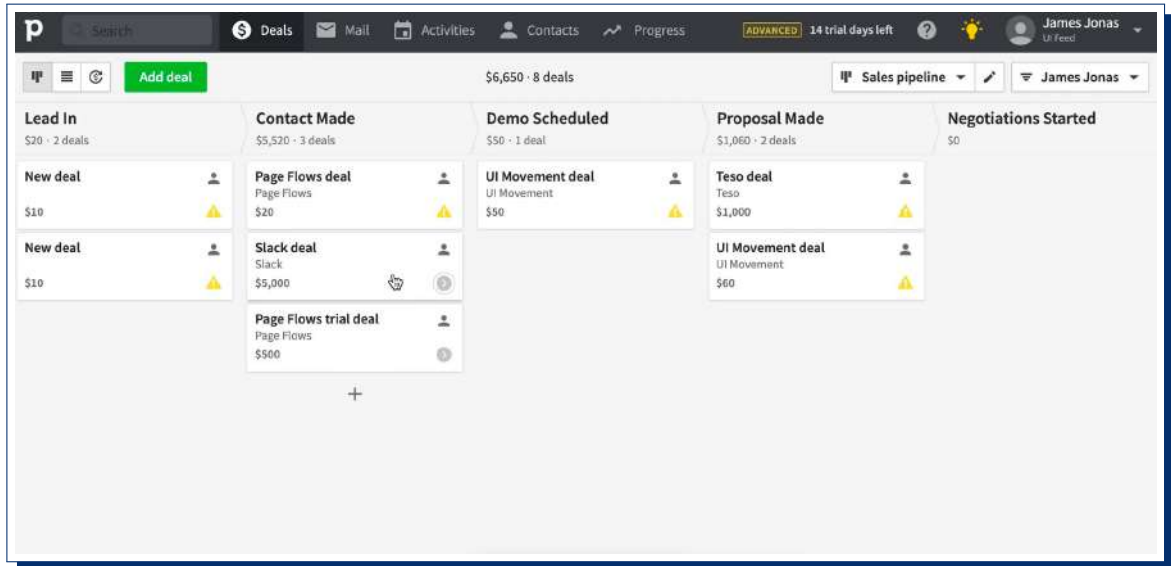 p Search Deals Mail Activities Contacts Progress ADVANCED 14 trial days left ? James Jonas
UI Feed
Add deal $6,650 · 8 deals Sales pipeline James Jonas
Lead In Contact Made Demo Scheduled Proposal Made Negotiations Started
$20 · 2 deals $5,520 · 3 deals $50 · 1 deal $1,060 · 2 deals $0
New deal Page Flows deal UI Movement deal Teso deal
Page Flows UI Movement Teso
$10 $20 $50 $1,000
New deal Slack deal UI Movement deal
Slack UI Movement
$10 $5,000 $60
Page Flows trial deal
Page Flows
$500
+